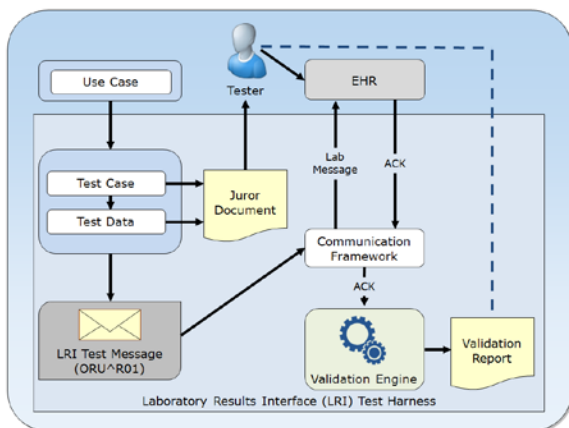 Use Case
Tester
EHR
Test Case
Test Data
Juror
Document
Lab
Message
ACK
Communication
Framework
ACK
LRI Test Message
(ORU^R01)
Validation Engine
Validation
Report
Laboratory Results Interface (LRI) Test Harness